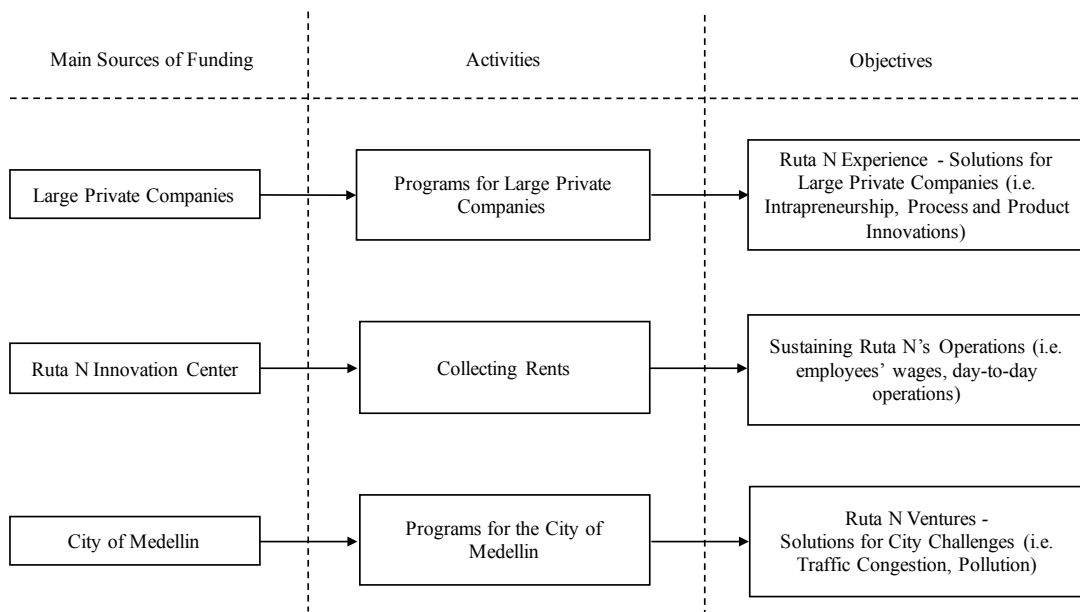 Main Sources of Funding
Activities
Objectives
Large Private Companies
Programs for Large Private
Companies
Ruta N Experience - Solutions for
Large Private Companies (i.e.
Intrapreneurship, Process and Product
Innovations)
Ruta N Innovation Center
Collecting Rents
Sustaining Ruta N’s Operations (i.e.
employees’ wages, day-to-day
operations)
City of Medellin
Programs for the City of
Medellin
Ruta N Ventures -
Solutions for City Challenges (i.e.
Traffic Congestion, Pollution)